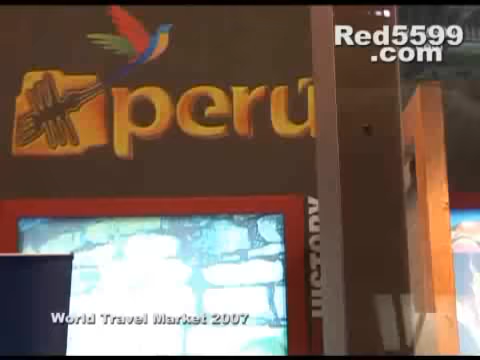 Red5599
.com
perú
HISTORY
World Travel Market 2007